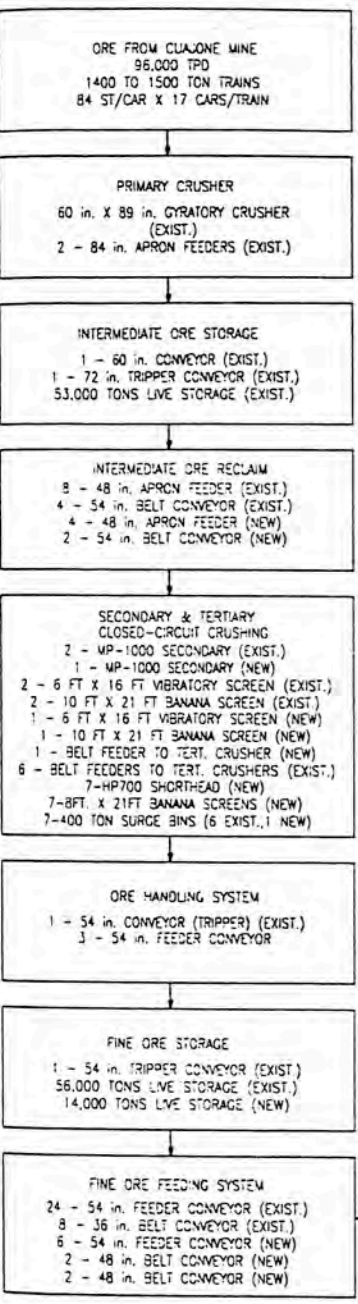 ORE FROM CUAJONE MINE
96,000 TPD
1400 TO 1500 TON TRAINS
84 ST/CAR X 17 CARS/TRAIN
PRIMARY CRUSHER
60 in. X 89 in. GYRATORY CRUSHER
(EXIST.)
2 - 84 in. APRON FEEDERS (EXIST.)
INTERMEDIATE ORE STORAGE
1 - 60 in. CONVEYOR (EXIST.)
1 - 72 in. TRIPPER CONVEYOR (EXIST.)
53,000 TONS LIVE STORAGE (EXIST.)
INTERMEDIATE ORE RECLAIM
8 - 48 in. APRON FEEDER (EXIST.)
4 - 54 in. BELT CONVEYOR (EXIST.)
4 - 48 in. APRON FEEDER (NEW)
2 - 54 in. BELT CONVEYOR (NEW)
SECONDARY & TERTIARY
CLOSED-CIRCUIT CRUSHING
2 - MP-1000 SECONDARY (EXIST.)
1 - MP-1000 SECONDARY (NEW)
2 - 6 FT X 16 FT VIBRATORY SCREEN (EXIST.)
2 - 10 FT X 21 FT BANANA SCREEN (EXIST.)
1 - 6 FT X 16 FT VIBRATORY SCREEN (NEW)
1 - 10 FT X 21 FT BANANA SCREEN (NEW)
1 - BELT FEEDER TO TERT. CRUSHER (NEW)
6 - BELT FEEDERS TO TERT. CRUSHERS (EXIST.)
7-HP700 SHORTHEAD (NEW)
7-8FT. X 21FT BANANA SCREENS (NEW)
7-400 TON SURGE BINS (6 EXIST.,1 NEW)
ORE HANDLING SYSTEM
1 - 54 in. CONVEYOR (TRIPPER) (EXIST.)
3 - 54 in. FEEDER CONVEYOR
FINE ORE STORAGE
1 - 54 in. TRIPPER CONVEYOR (EXIST.)
56,000 TONS LIVE STORAGE (EXIST.)
14,000 TONS LIVE STORAGE (NEW)
FINE ORE FEEDING SYSTEM
24 - 54 in. FEEDER CONVEYOR (EXIST.)
8 - 36 in. BELT CONVEYOR (EXIST.)
6 - 54 in. FEEDER CONVEYOR (NEW)
2 - 48 in. BELT CONVEYOR (NEW)
2 - 48 in. BELT CONVEYOR (NEW)